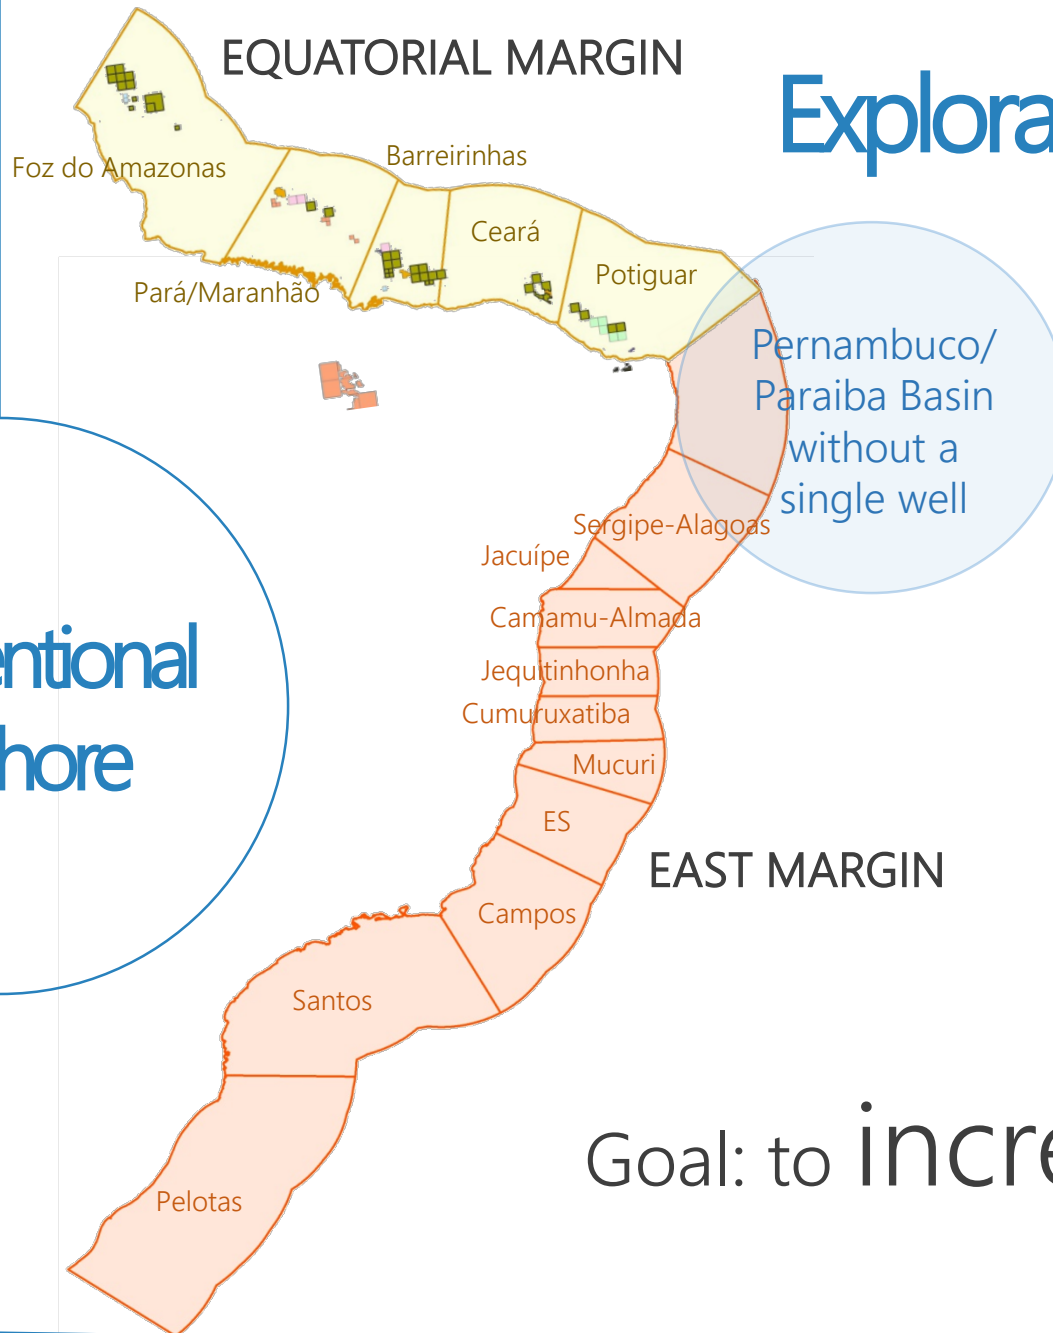 EQUATORIAL MARGIN
Explora
Foz do Amazonas
Barreirinhas
Ceará
Potiguar
Pará/Maranhão
Pernambuco/
Paraiba Basin
without a
single well
Sergipe-Alagoas
Jacuípe
Camamu-Almada
entional
hore
Jequitinhonha
Cumuruxatiba
Mucuri
ES
EAST MARGIN
Campos
Santos
Goal: to incre
Pelotas